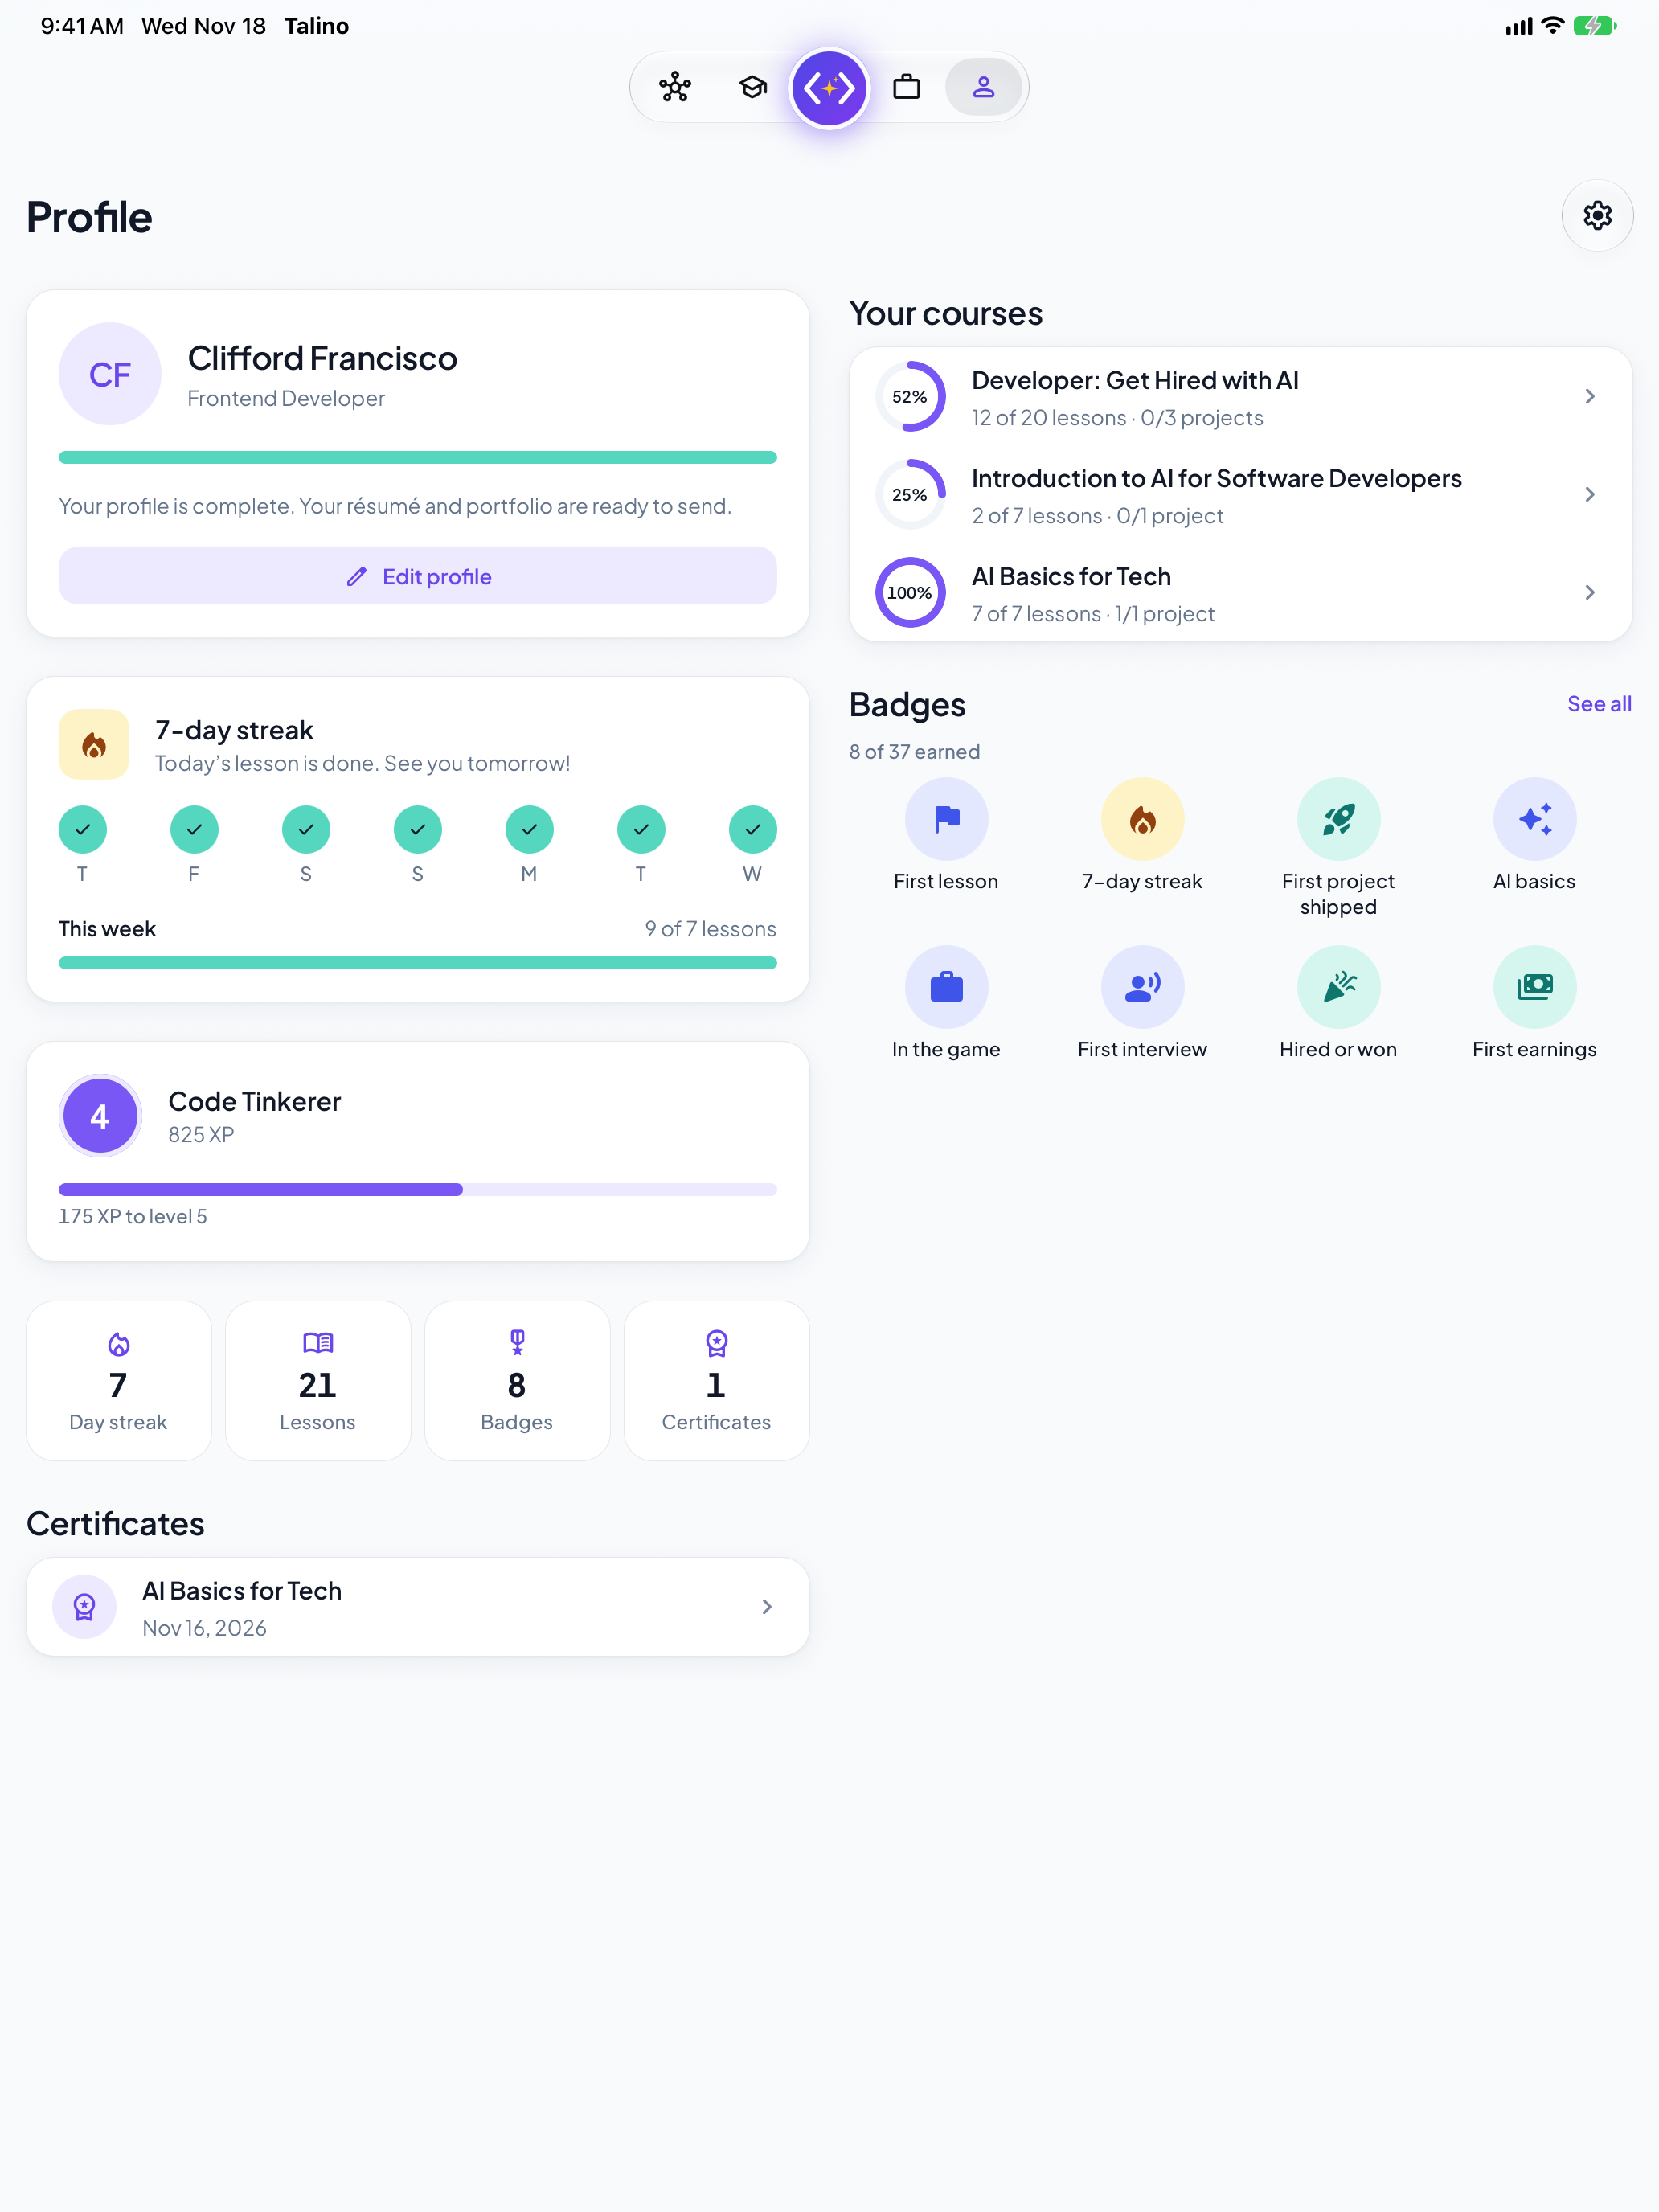 9:41 AM Wed Nov 18 Talino
Profile
CF
Clifford Francisco
Frontend Developer
Your profile is complete. Your résumé and portfolio are ready to send.
Edit profile
7-day streak
Today’s lesson is done. See you tomorrow!
T F S S M T W
This week 9 of 7 lessons
4
Code Tinkerer
825 XP
175 XP to level 5
7 21 8 1
Day streak Lessons Badges Certificates
Certificates
AI Basics for Tech
Nov 16, 2026
Your courses
52%
Developer: Get Hired with AI
12 of 20 lessons · 0/3 projects
25%
Introduction to AI for Software Developers
2 of 7 lessons · 0/1 project
100%
AI Basics for Tech
7 of 7 lessons · 1/1 project
Badges See all
8 of 37 earned
First lesson 7-day streak First project AI basics
shipped
In the game First interview Hired or won First earnings